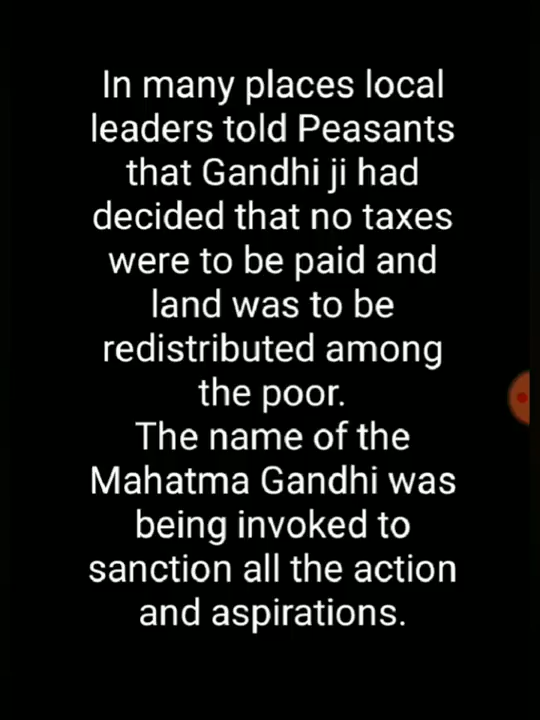 In many places local
leaders told Peasants
that Gandhi ji had
decided that no taxes
were to be paid and
land was to be
redistributed among
the poor.
The name of the
Mahatma Gandhi was
being invoked to
sanction all the action
and aspirations.